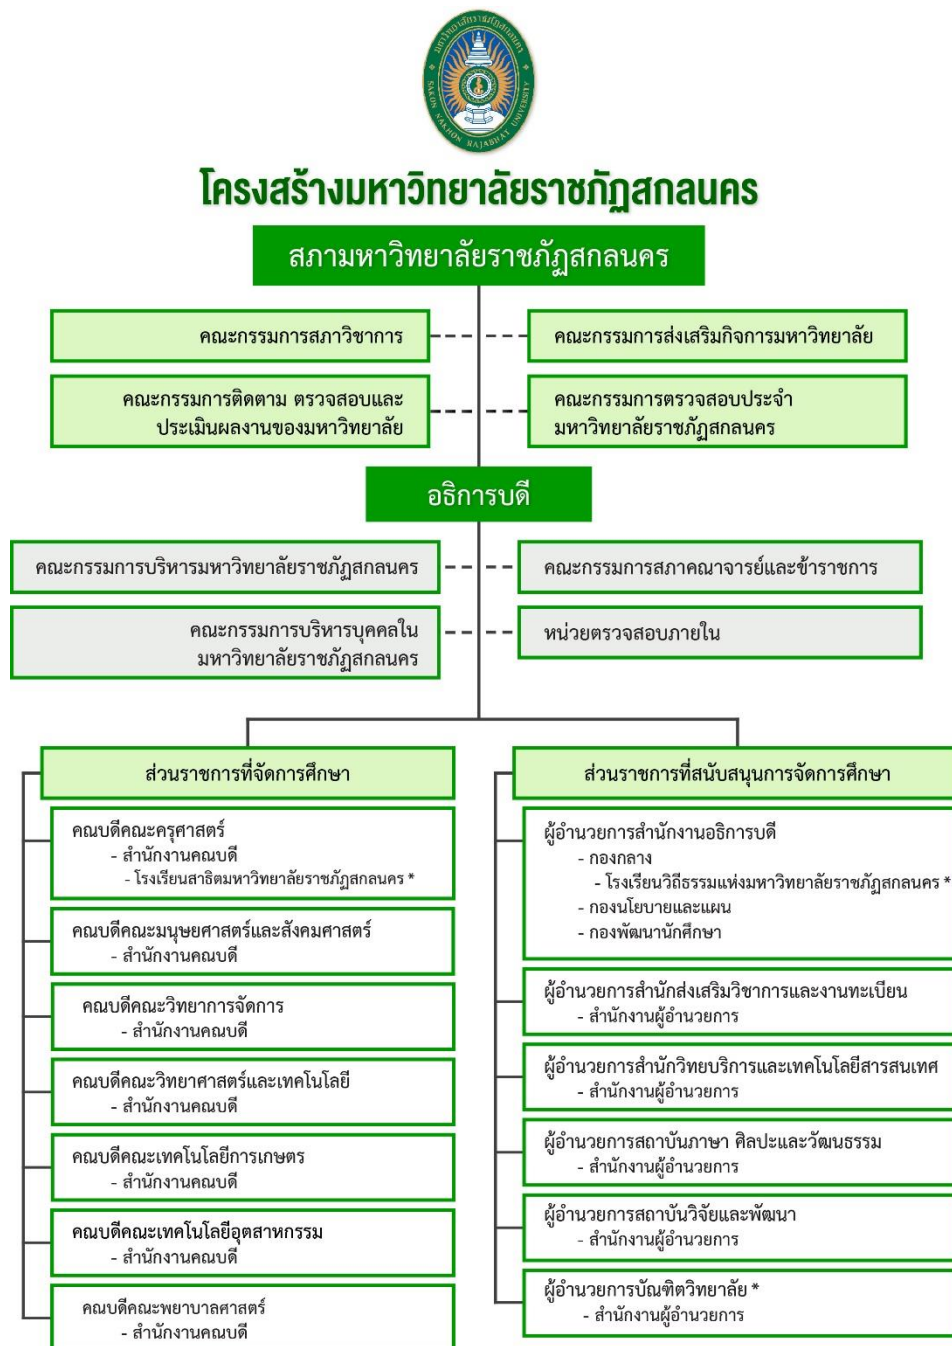 มหาวิทยาลัยราชภัฏสกลนคร
SAKON NAKHON RAJABHAT UNIVERSITY
โครงสร้างมหาวิทยาลัยราชภัฏสกลนคร
สภามหาวิทยาลัยราชภัฏสกลนคร
คณะกรรมการสภาวิชาการ
คณะกรรมการส่งเสริมกิจการมหาวิทยาลัย
คณะกรรมการติดตาม ตรวจสอบและ
ประเมินผลงานของมหาวิทยาลัย
คณะกรรมการตรวจสอบประจำ
มหาวิทยาลัยราชภัฏสกลนคร
อธิการบดี
คณะกรรมการบริหารมหาวิทยาลัยราชภัฏสกลนคร
คณะกรรมการสภาคณาจารย์และข้าราชการ
คณะกรรมการบริหารบุคคลใน
มหาวิทยาลัยราชภัฏสกลนคร
หน่วยตรวจสอบภายใน
ส่วนราชการที่จัดการศึกษา
คณบดีคณะครุศาสตร์
- สำนักงานคณบดี
- โรงเรียนสาธิตมหาวิทยาลัยราชภัฏสกลนคร *
คณบดีคณะมนุษยศาสตร์และสังคมศาสตร์
- สำนักงานคณบดี
คณบดีคณะวิทยาการจัดการ
- สำนักงานคณบดี
คณบดีคณะวิทยาศาสตร์และเทคโนโลยี
- สำนักงานคณบดี
คณบดีคณะเทคโนโลยีการเกษตร
- สำนักงานคณบดี
คณบดีคณะเทคโนโลยีอุตสาหกรรม
- สำนักงานคณบดี
คณบดีคณะพยาบาลศาสตร์
- สำนักงานคณบดี
ส่วนราชการที่สนับสนุนการจัดการศึกษา
ผู้อำนวยการสำนักงานอธิการบดี
- กองกลาง
- โรงเรียนวิถีธรรมแห่งมหาวิทยาลัยราชภัฏสกลนคร *
- กองนโยบายและแผน
- กองพัฒนานักศึกษา
ผู้อำนวยการสำนักส่งเสริมวิชาการและงานทะเบียน
- สำนักงานผู้อำนวยการ
ผู้อำนวยการสำนักวิทยบริการและเทคโนโลยีสารสนเทศ
- สำนักงานผู้อำนวยการ
ผู้อำนวยการสถาบันภาษา ศิลปะและวัฒนธรรม
- สำนักงานผู้อำนวยการ
ผู้อำนวยการสถาบันวิจัยและพัฒนา
- สำนักงานผู้อำนวยการ
ผู้อำนวยการบัณฑิตวิทยาลัย *
- สำนักงานผู้อำนวยการ